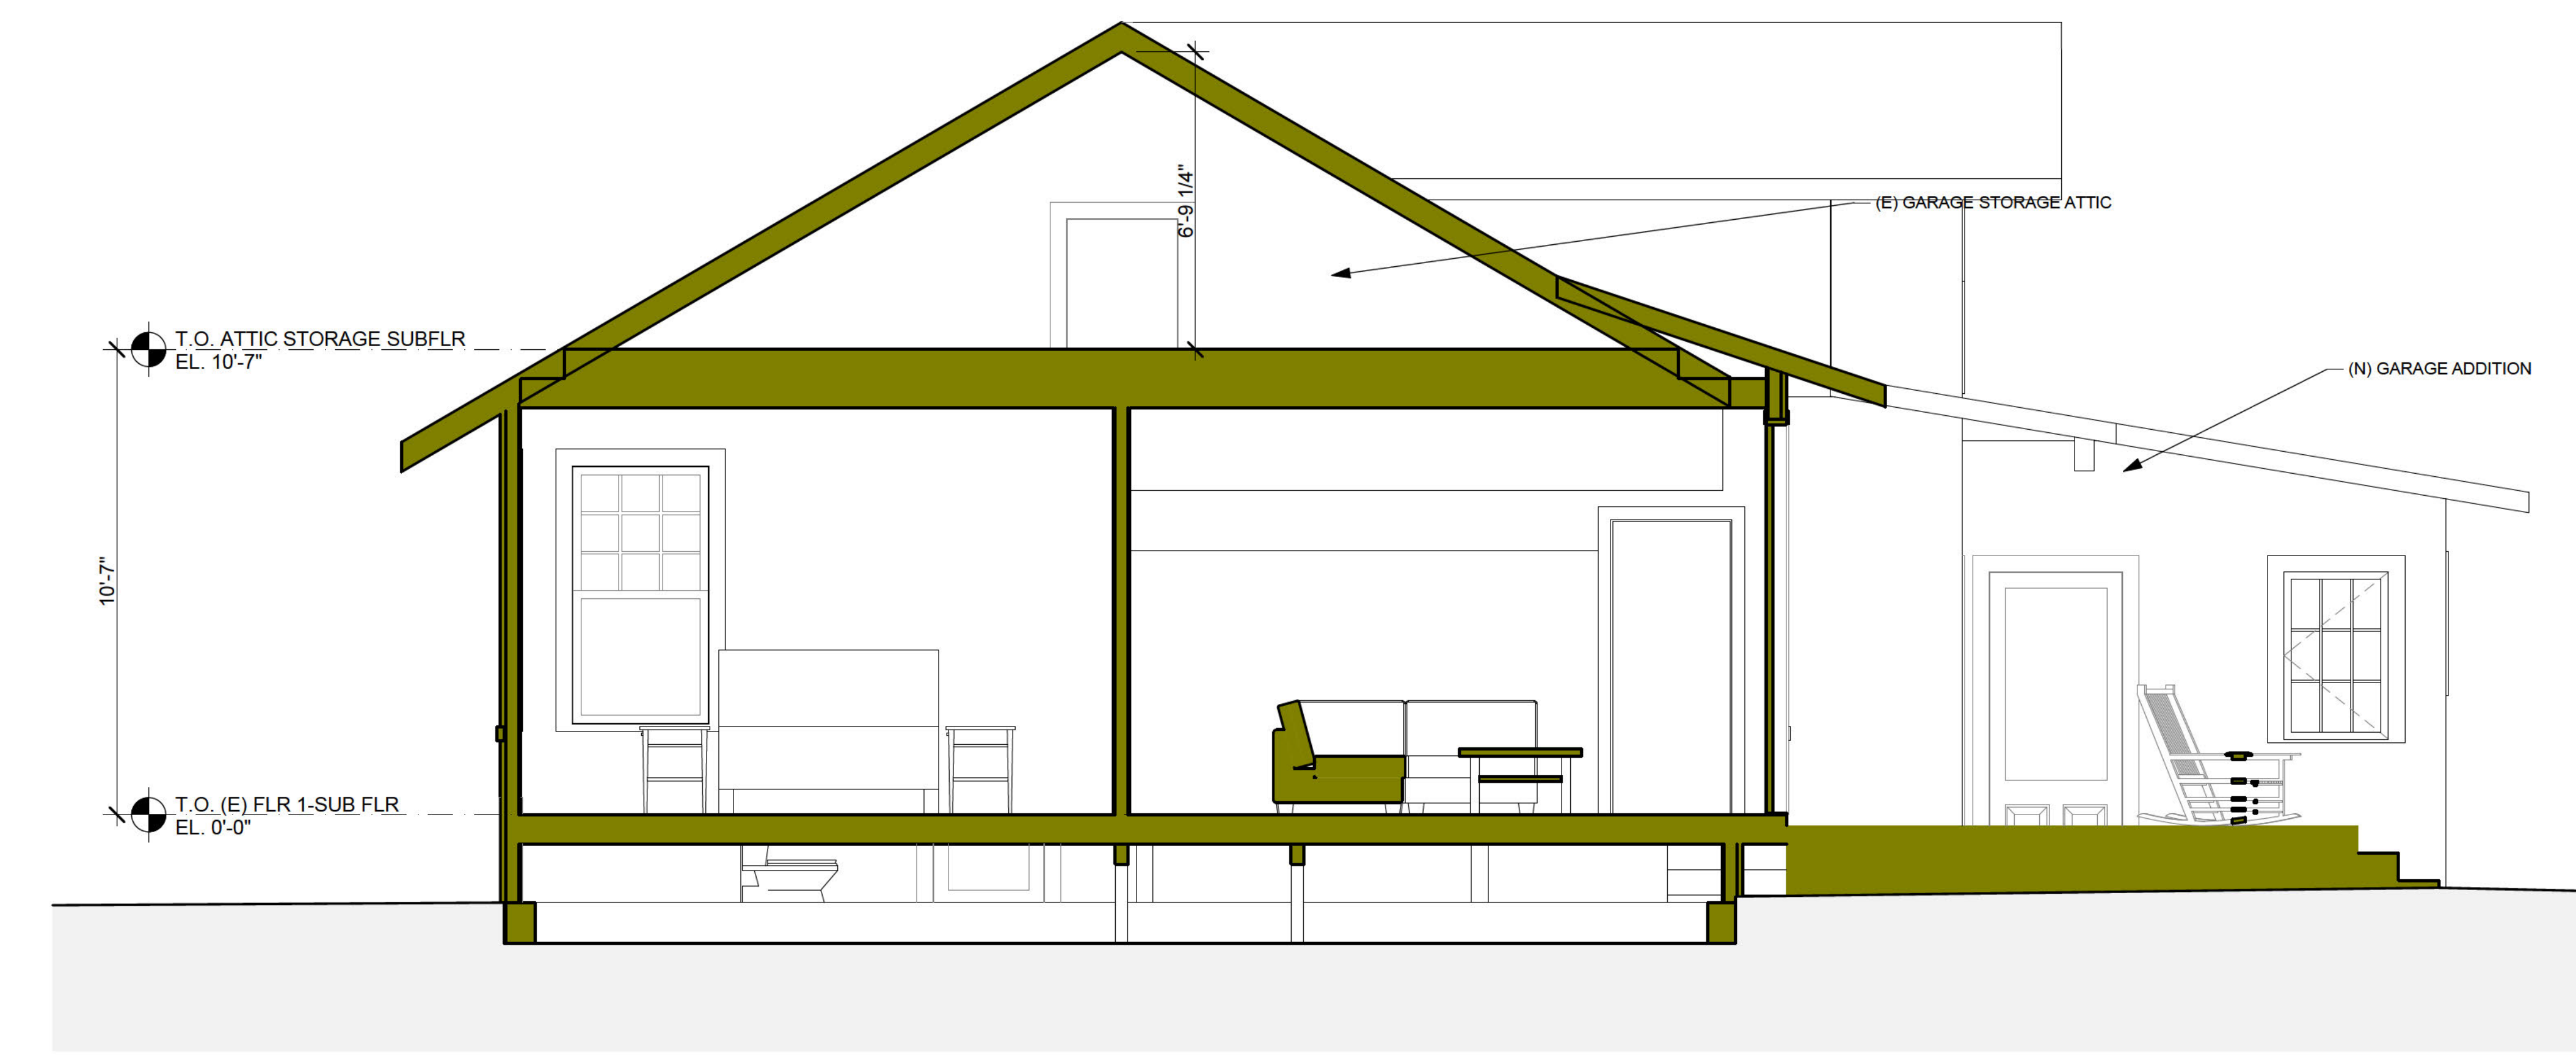 6'-9 1/4"
(E) GARAGE STORAGE ATTIC
T.O. ATTIC STORAGE SUBFLR
EL. 10'-7"
(N) GARAGE ADDITION
10'-7"
T.O. (E) FLR 1-SUB FLR
EL. 0'-0"